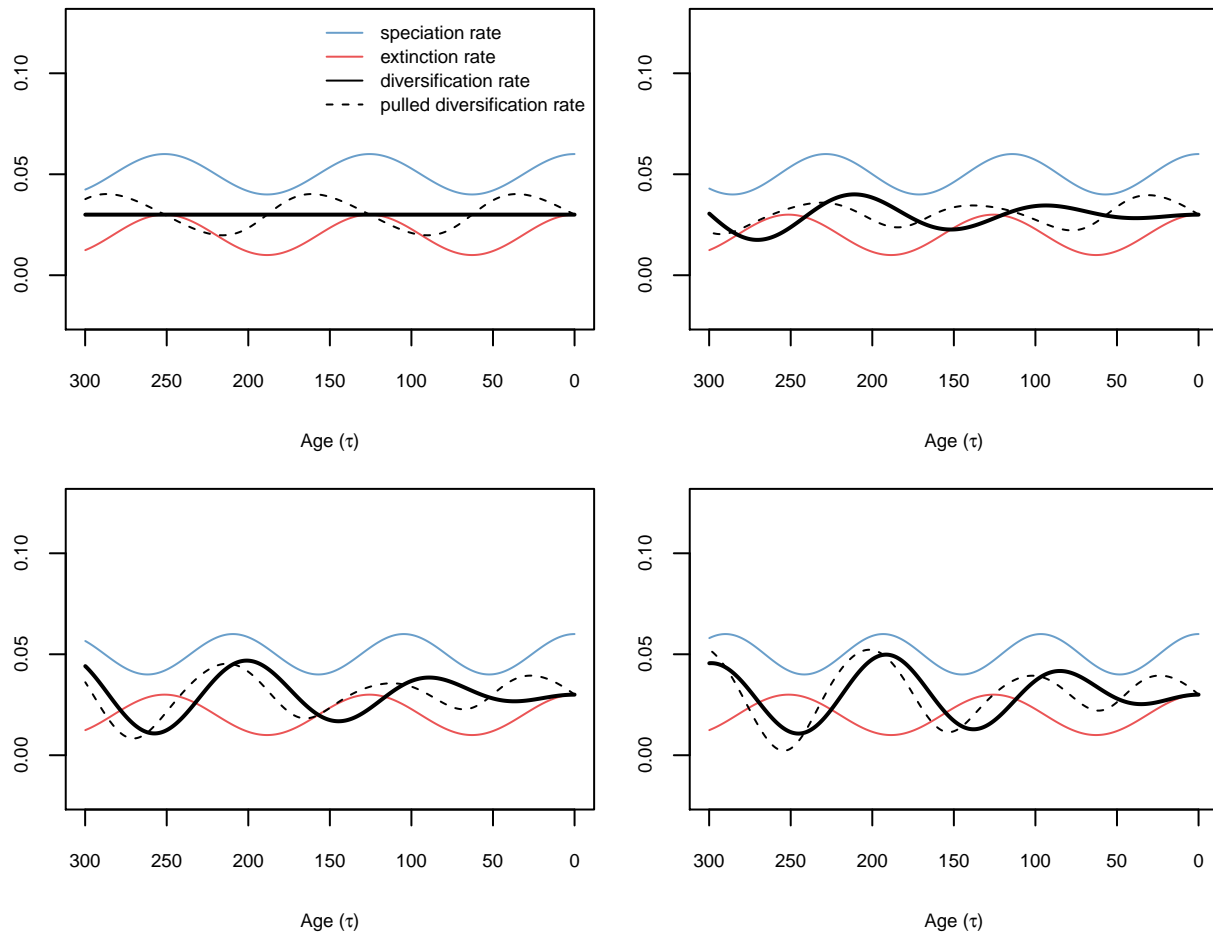 0.10
0.05
0.00
speciation rate
extinction rate
diversification rate
pulled diversification rate
300 250 200 150 100 50 0
Age (τ)
0.10
0.05
0.00
300 250 200 150 100 50 0
Age (τ)
0.10
0.05
0.00
300 250 200 150 100 50 0
Age (τ)
0.10
0.05
0.00
300 250 200 150 100 50 0
Age (τ)